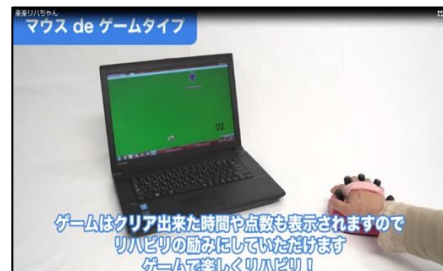 楽楽リハちゃん
マウス de ゲームタイプ
02
ゲームはクリア出来た時間や点数も表示されますので
リハビリの励みにしていただけます
ゲームで楽しくリハビリ!